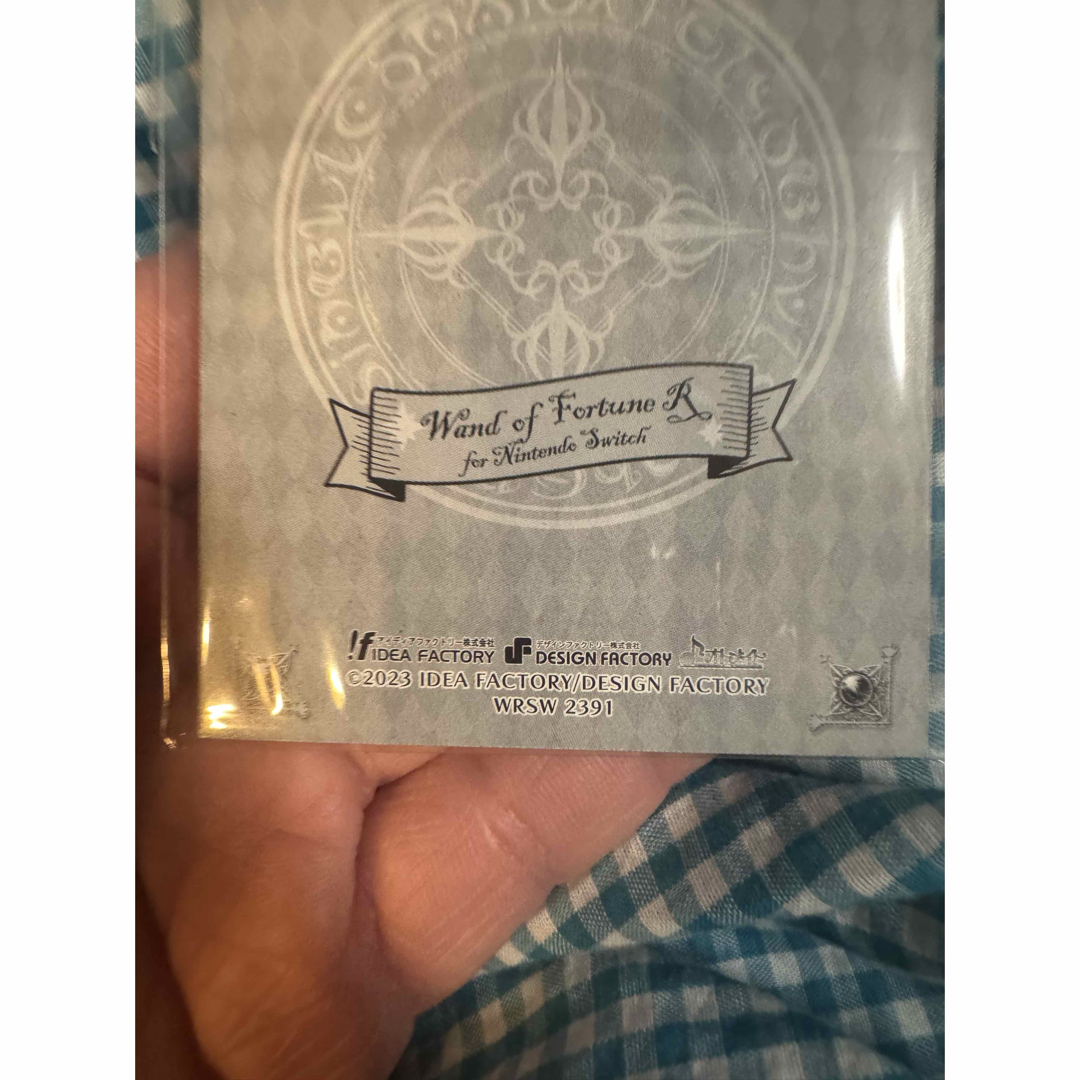 Wand of Fortune R
for Nintendo Switch
アイディアファクトリー株式会社 デザインファクトリー株式会社
IDEA FACTORY DESIGN FACTORY
©2023 IDEA FACTORY/DESIGN FACTORY
WRSW 2391